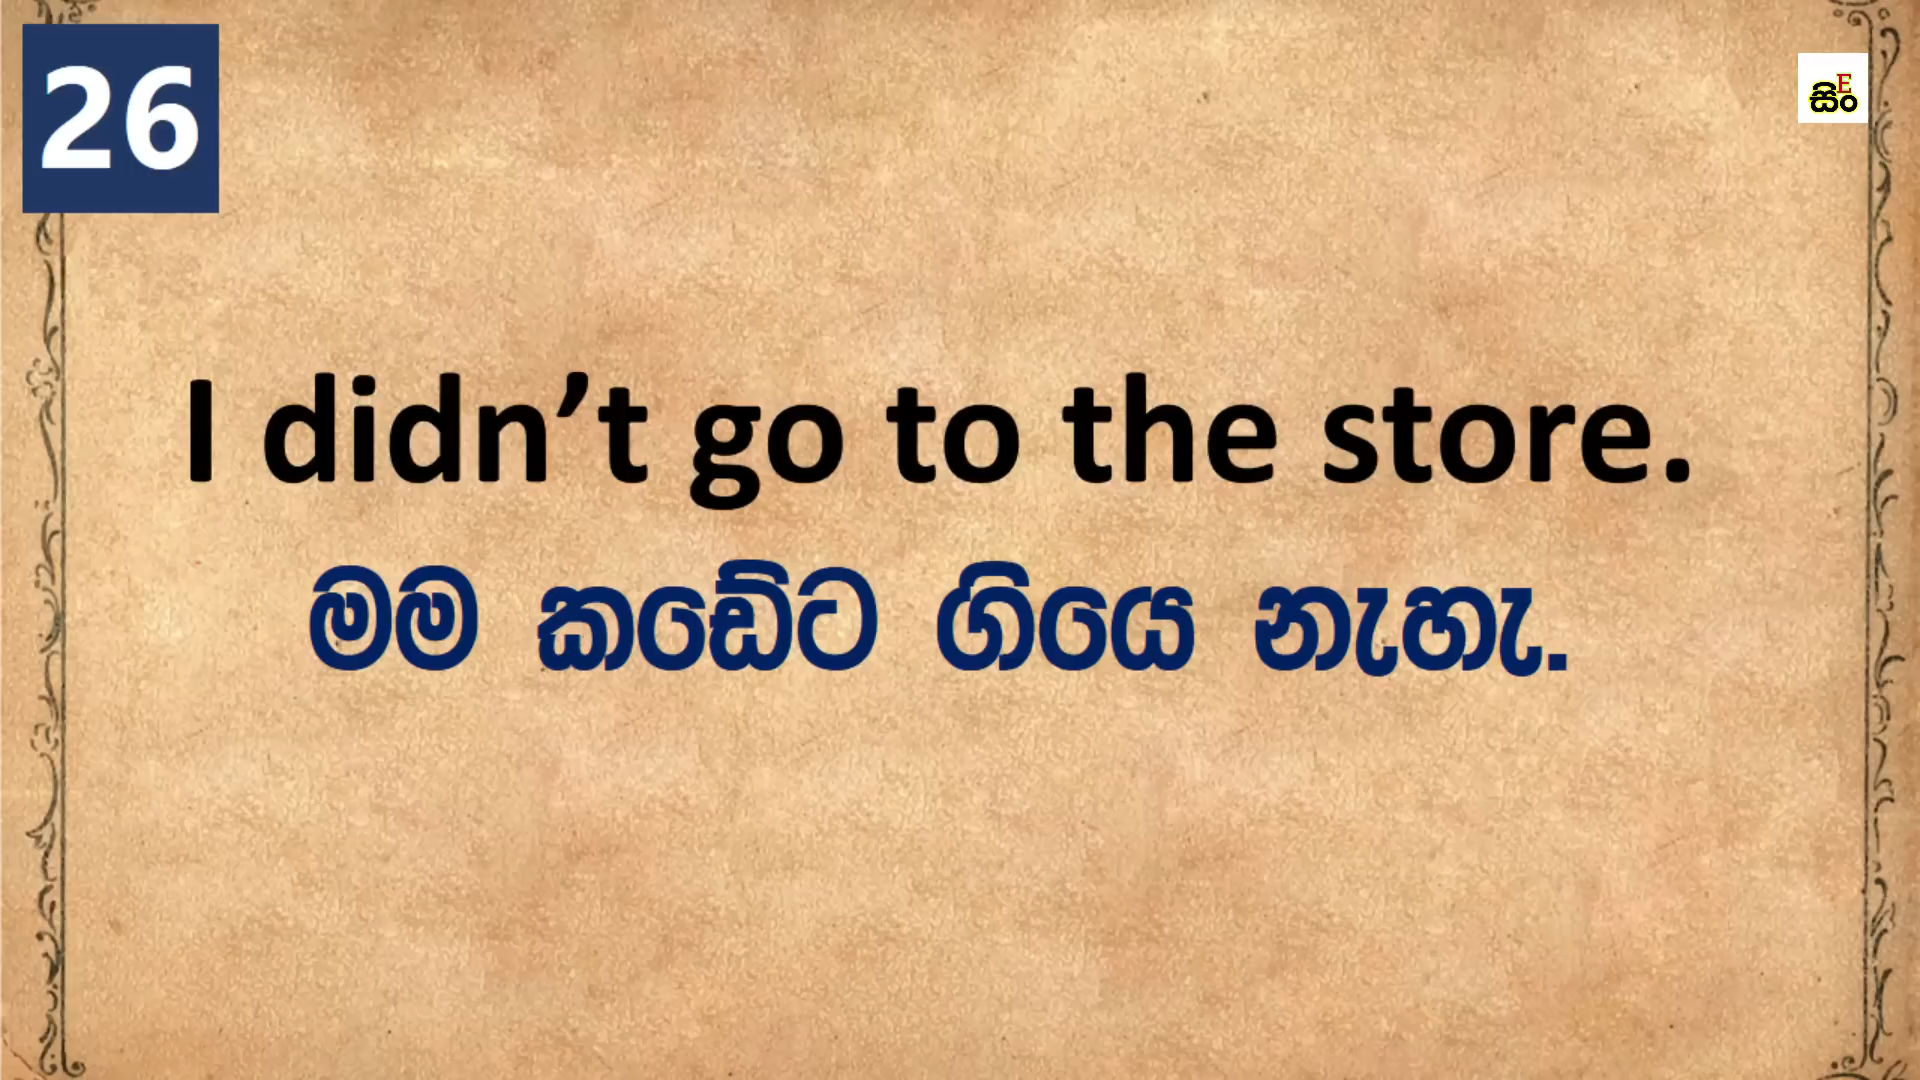 26
E
සිං
I didn’t go to the store.
මම කඩේට ගියෙ නැහැ.